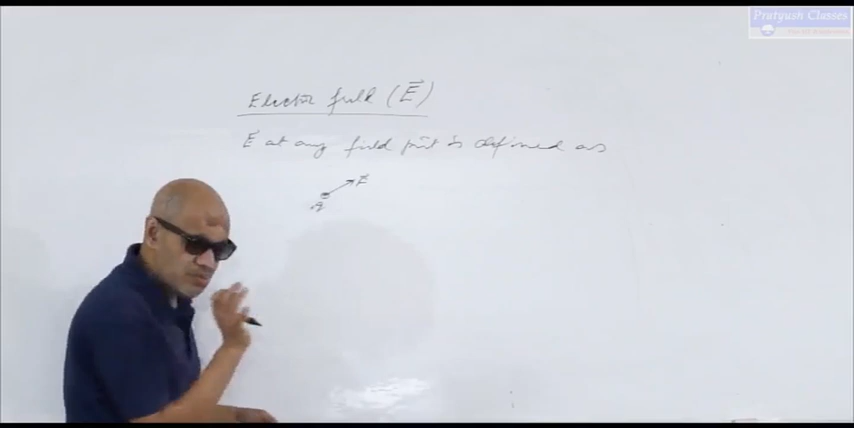 Pratyush Classes
Electric field (E⃗)
E⃗ at any field point is defined as
F⃗
q